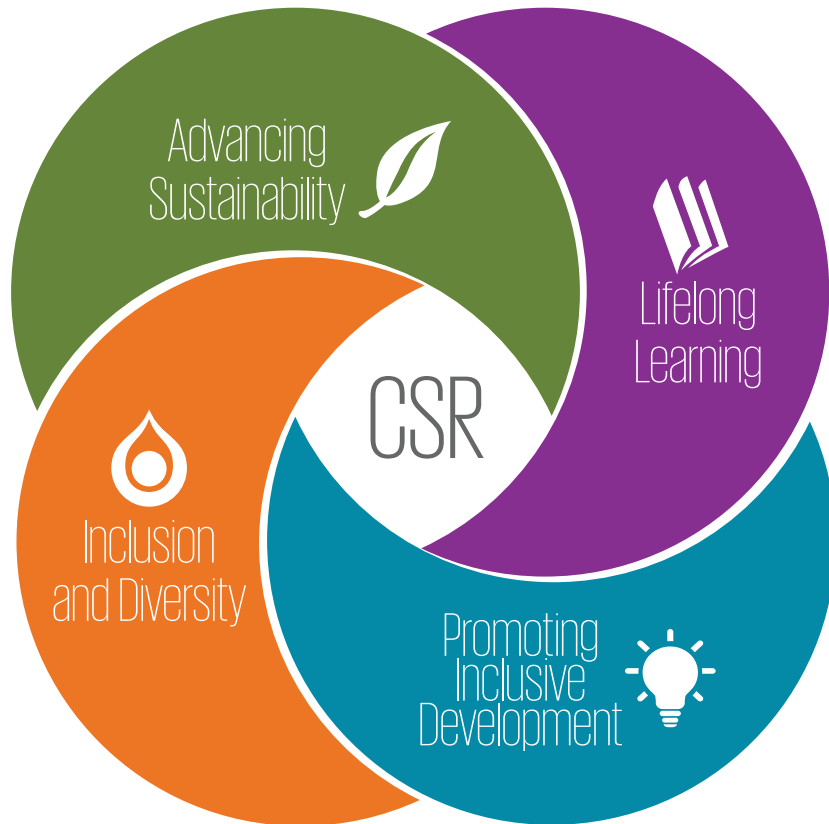 Advancing
Sustainability
Lifelong
Learning
CSR
Inclusion
and Diversity
Promoting
Inclusive
Development